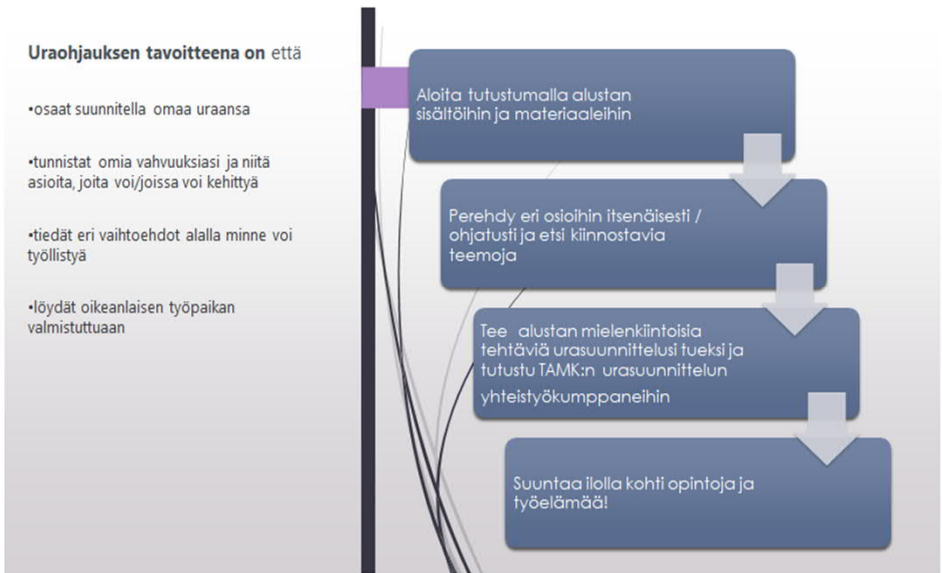 Uraohjauksen tavoitteena on että
•osaat suunnitella omaa uraansa
•tunnistat omia vahvuuksiasi ja niitä
asioita, joita voi/joissa voi kehittyä
•tiedät eri vaihtoehdot alalla minne voi
työllistyä
•löydät oikeanlaisen työpaikan
valmistuttuaan
Aloita tutustumalla alustan
sisältöihin ja materiaaleihin
Perehdy eri osioihin itsenäisesti /
ohjatusti ja etsi kiinnostavia
teemoja
Tee alustan mielenkiintoisia
tehtäviä urasuunnittelusi tueksi ja
tutustu TAMK:n urasuunnittelun
yhteistyökumppaneihin
Suuntaa ilolla kohti opintoja ja
työelämää!